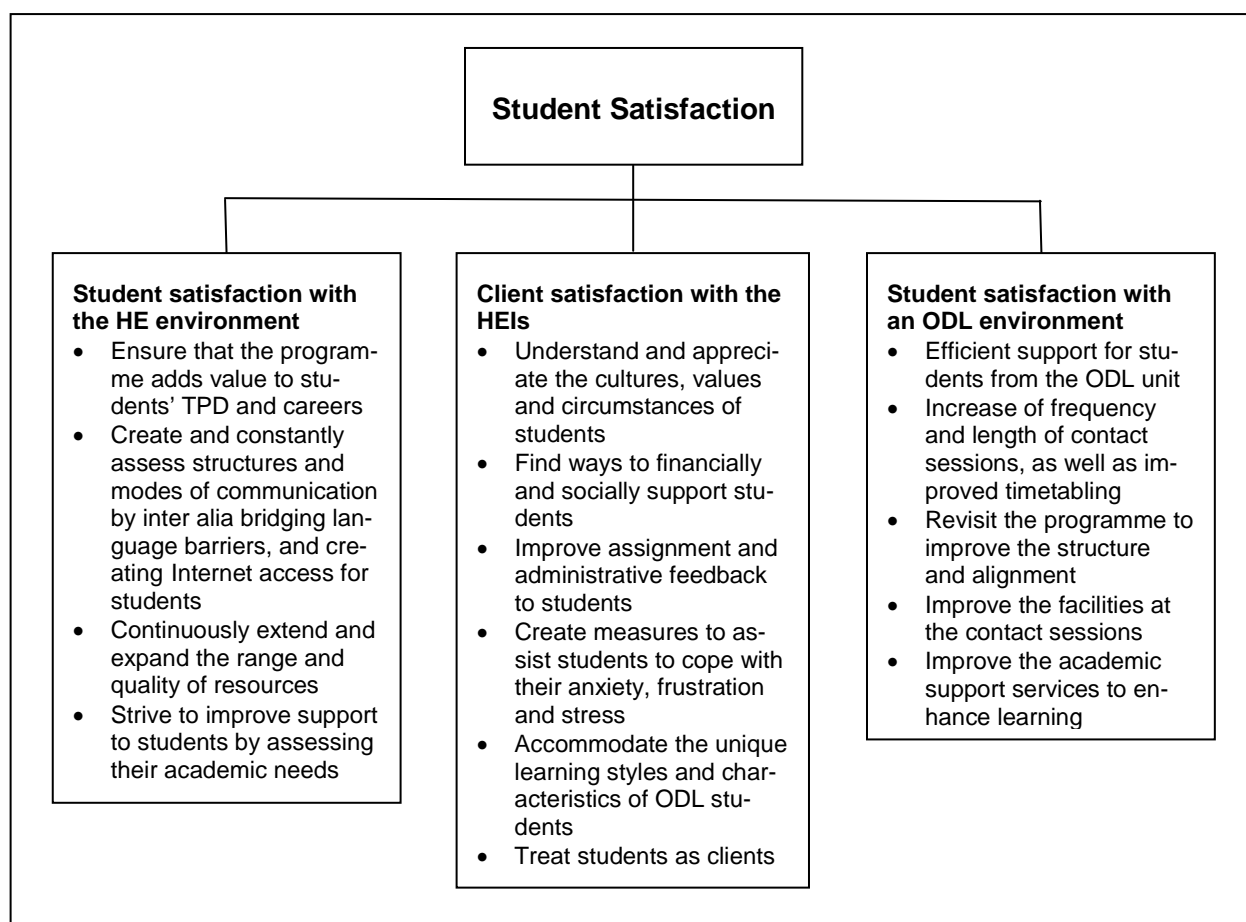 Student Satisfaction
Student satisfaction with
the HE environment
• Ensure that the program-
me adds value to stu-
dents’ TPD and careers
• Create and constantly
assess structures and
modes of communication
by inter alia bridging lan-
guage barriers, and cre-
ating Internet access for
students
• Continuously extend and
expand the range and
quality of resources
• Strive to improve support
to students by assessing
their academic needs
Client satisfaction with the
HEIs
• Understand and appreci-
ate the cultures, values
and circumstances of
students
• Find ways to financially
and socially support stu-
dents
• Improve assignment and
administrative feedback
to students
• Create measures to as-
sist students to cope with
their anxiety, frustration
and stress
• Accommodate the unique
learning styles and char-
acteristics of ODL stu-
dents
• Treat students as clients
Student satisfaction with
an ODL environment
• Efficient support for stu-
dents from the ODL unit
• Increase of frequency
and length of contact
sessions, as well as im-
proved timetabling
• Revisit the programme to
improve the structure
and alignment
• Improve the facilities at
the contact sessions
• Improve the academic
support services to en-
hance learning